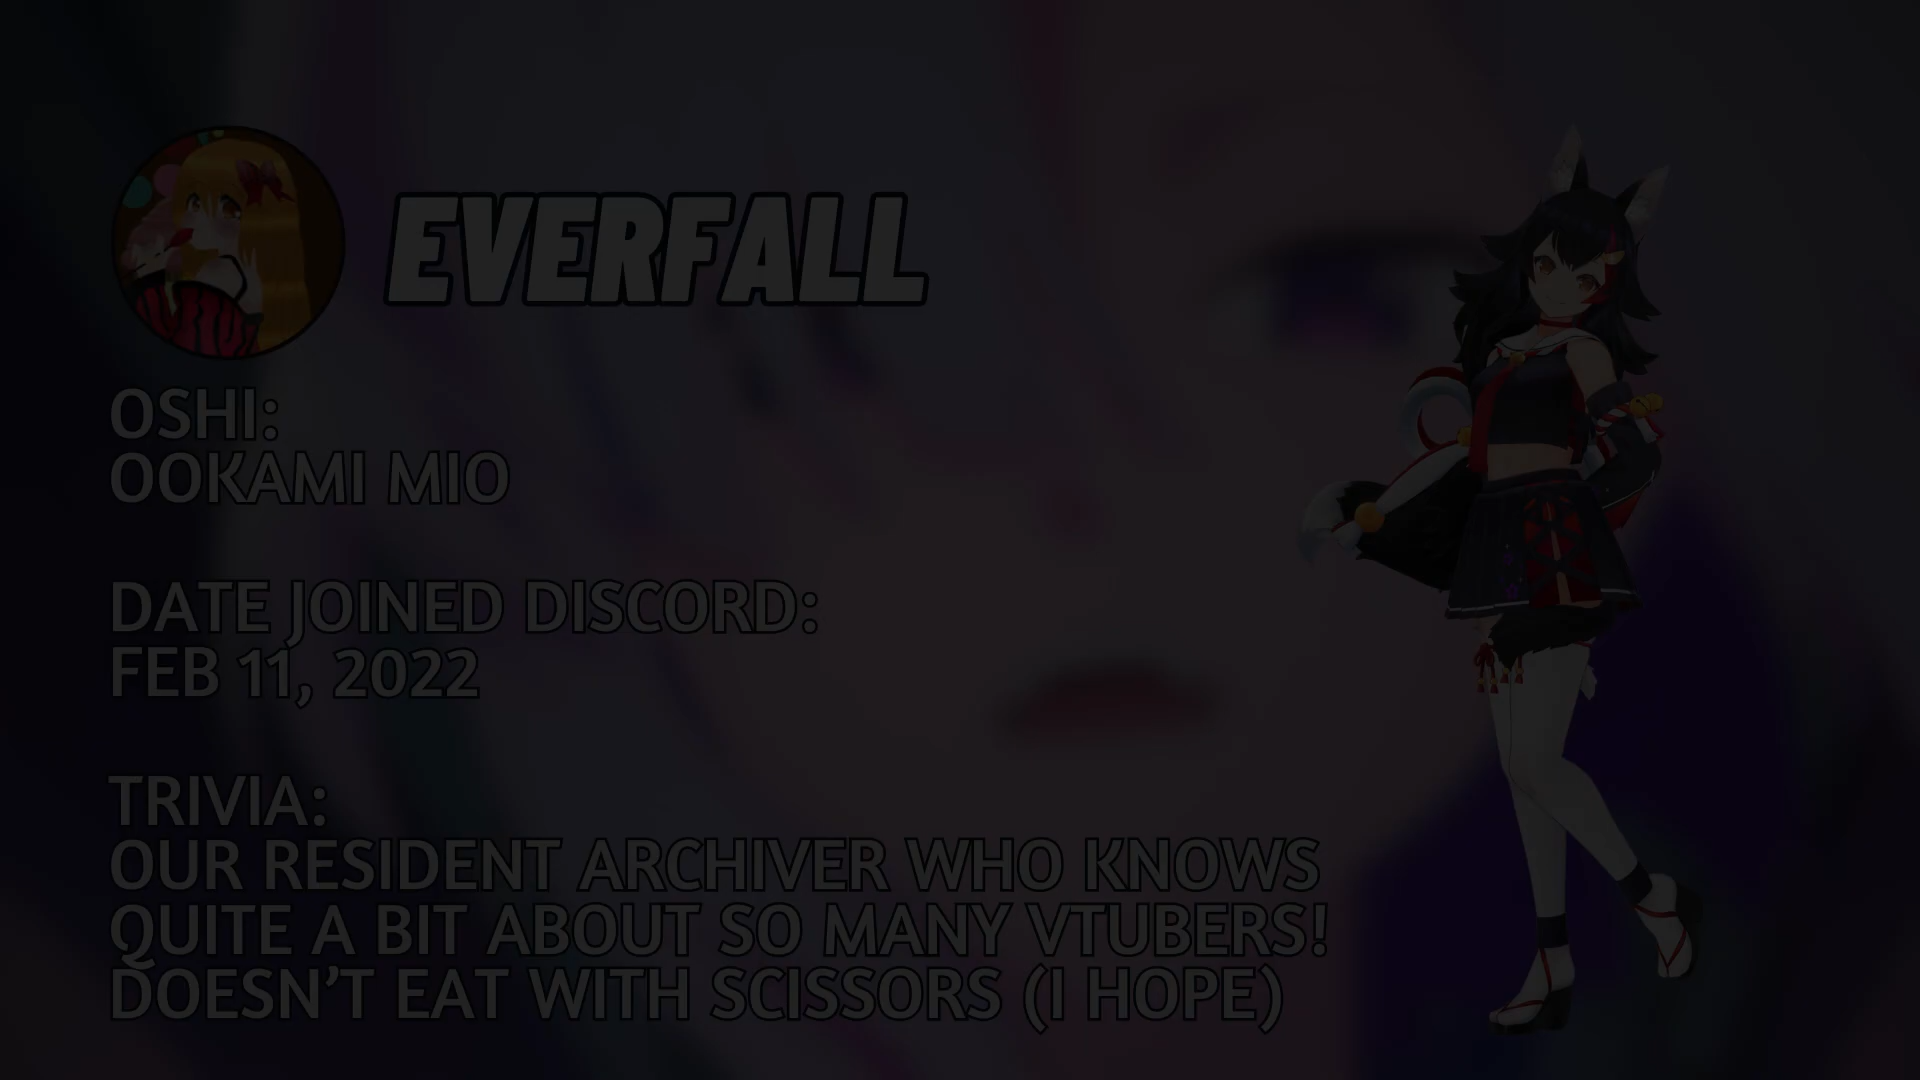 EVERFALL
OSHI:
OOKAMI MIO
DATE JOINED DISCORD:
FEB 11, 2022
TRIVIA:
OUR RESIDENT ARCHIVER WHO KNOWS
QUITE A BIT ABOUT SO MANY VTUBERS!
DOESN'T EAT WITH SCISSORS (I HOPE)